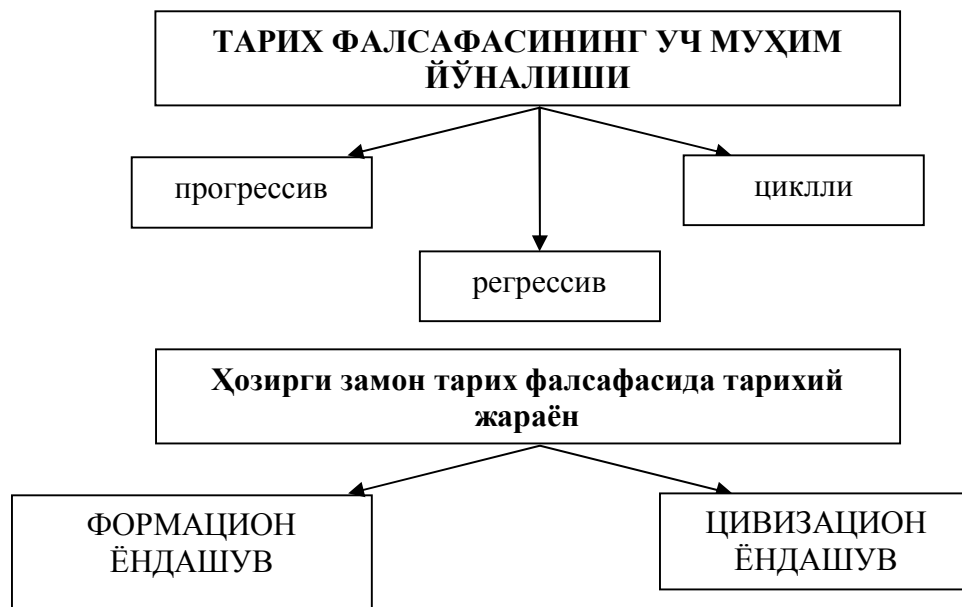 ТАРИХ ФАЛСАФАСИНИНГ УЧ МУҲИМ
ЙЎНАЛИШИ
прогрессив
циклли
регрессив
Ҳозирги замон тарих фалсафасида тарихий
жараён
ФОРМАЦИОН
ЁНДАШУВ
ЦИВИЗАЦИОН
ЁНДАШУВ